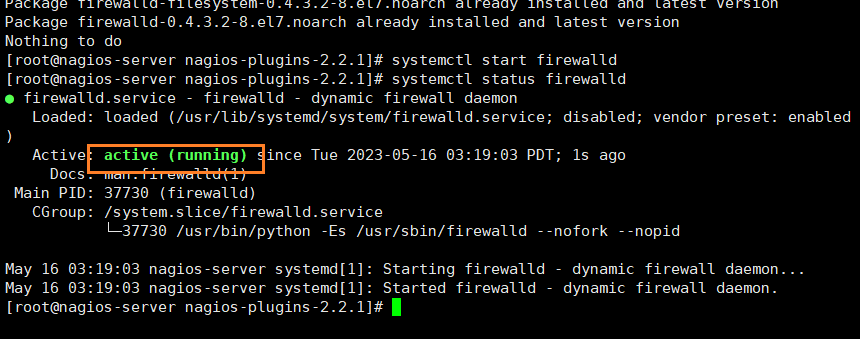 Package firewalld-filesystem-0.4.3.2-8.el7.noarch already installed and latest version
Package firewalld-0.4.3.2-8.el7.noarch already installed and latest version
Nothing to do
[root@nagios-server nagios-plugins-2.2.1]# systemctl start firewalld
[root@nagios-server nagios-plugins-2.2.1]# systemctl status firewalld
● firewalld.service - firewalld - dynamic firewall daemon
Loaded: loaded (/usr/lib/systemd/system/firewalld.service; disabled; vendor preset: enabled
)
Active: active (running) since Tue 2023-05-16 03:19:03 PDT; 1s ago
Docs: man:firewalld(1)
Main PID: 37730 (firewalld)
CGroup: /system.slice/firewalld.service
└─37730 /usr/bin/python -Es /usr/sbin/firewalld --nofork --nopid
May 16 03:19:03 nagios-server systemd[1]: Starting firewalld - dynamic firewall daemon...
May 16 03:19:03 nagios-server systemd[1]: Started firewalld - dynamic firewall daemon.
[root@nagios-server nagios-plugins-2.2.1]#